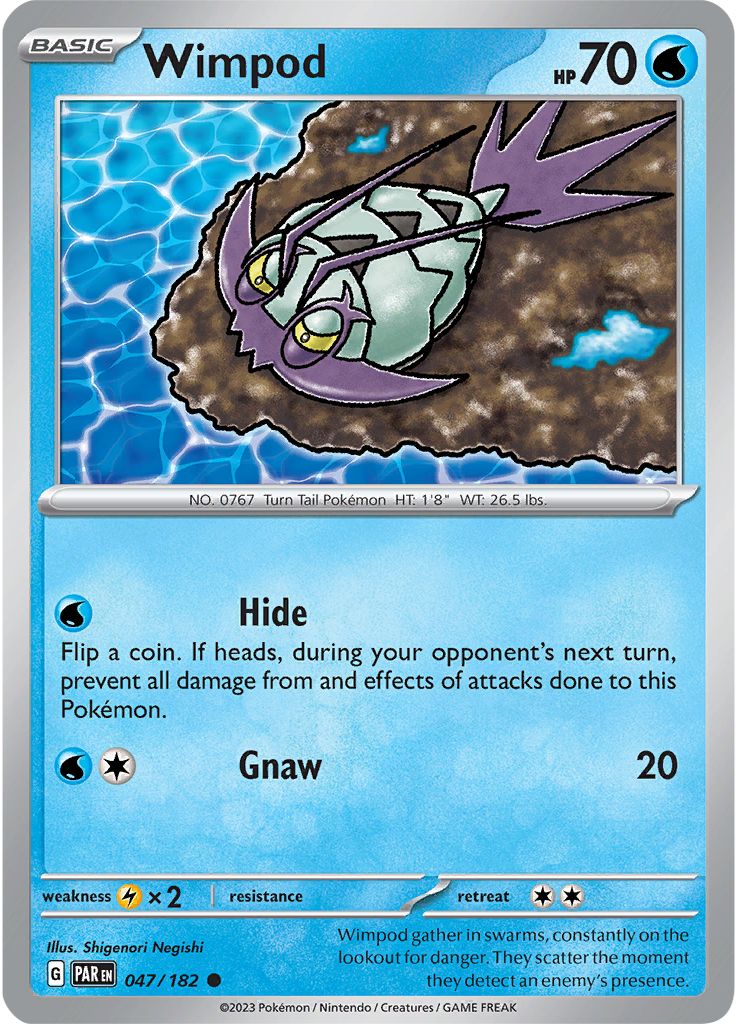 BASIC Wimpod HP 70
NO. 0767 Turn Tail Pokémon HT: 1'8" WT: 26.5 lbs.
Hide
Flip a coin. If heads, during your opponent's next turn,
prevent all damage from and effects of attacks done to this
Pokémon.
Gnaw 20
weakness ×2 resistance retreat
Illus. Shigenori Negishi
G PAR EN 047/182
Wimpod gather in swarms, constantly on the
lookout for danger. They scatter the moment
they detect an enemy's presence.
©2023 Pokémon / Nintendo / Creatures / GAME FREAK